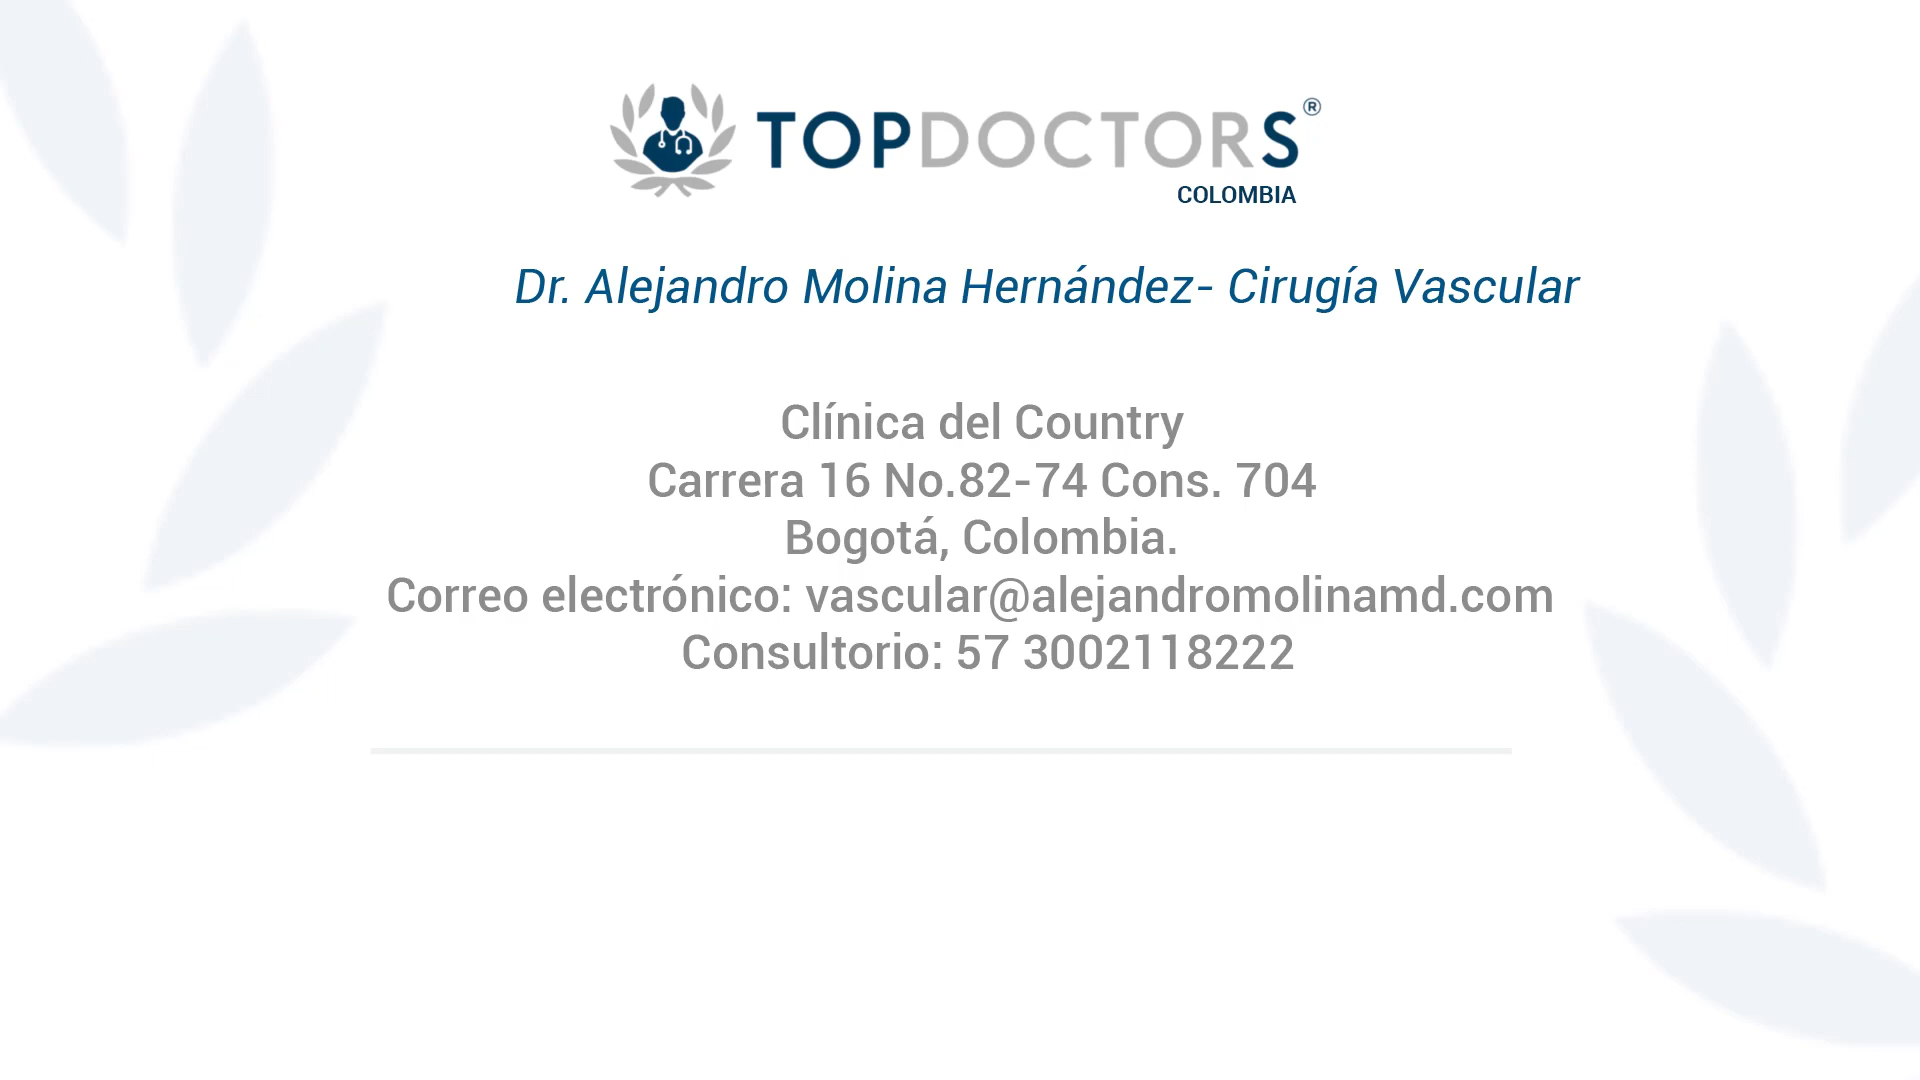 TOPDOCTORS®
COLOMBIA
Dr. Alejandro Molina Hernández- Cirugía Vascular
Clínica del Country
Carrera 16 No.82-74 Cons. 704
Bogotá, Colombia.
Correo electrónico: vascular@alejandromolinamd.com
Consultorio: 57 3002118222